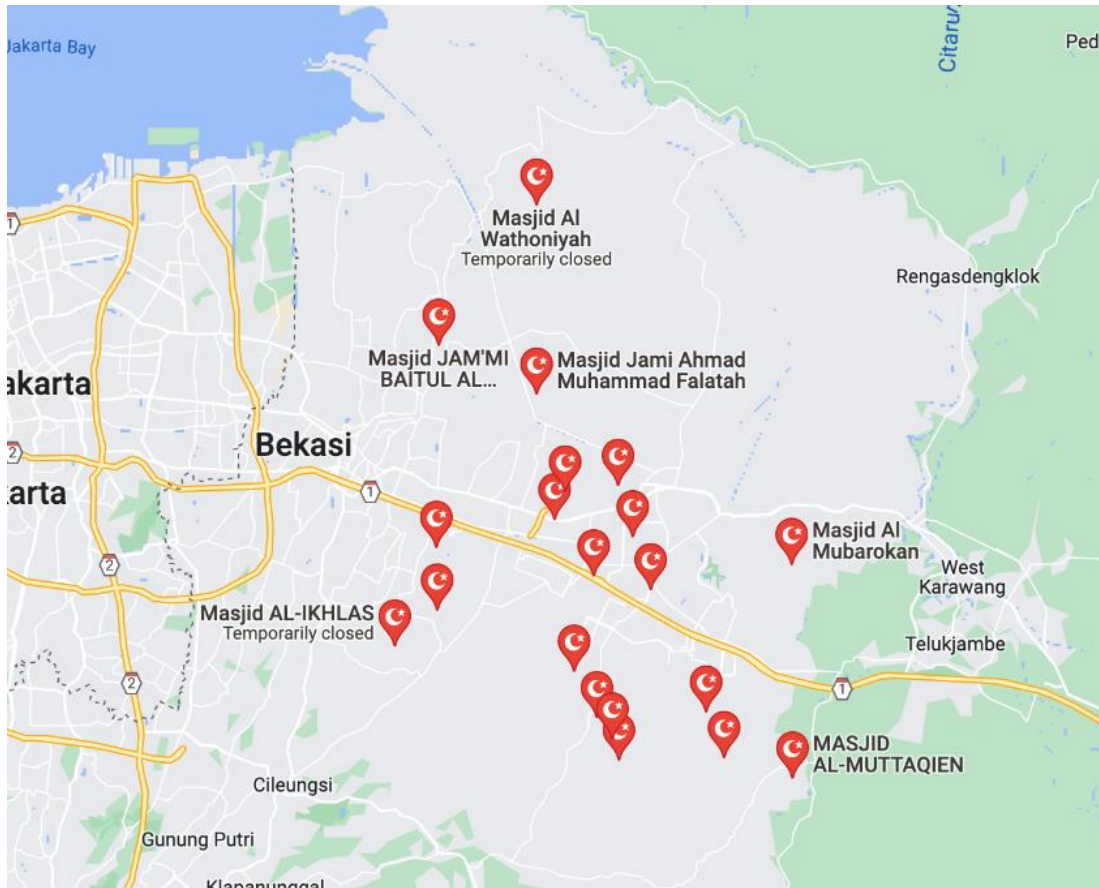 Jakarta Bay
Citaru
Ped
Masjid Al
Wathoniyah
Temporarily closed
Rengasdengklok
1
Masjid JAM'MI
BAITUL AL...
Masjid Jami Ahmad
Muhammad Falatah
akarta
Bekasi
2
1
karta
Masjid Al
Mubarokan
2
West
Karawang
Masjid AL-IKHLAS
Temporarily closed
Telukjambe
2
1
MASJID
AL-MUTTAQIEN
Cileungsi
Gunung Putri
Klapanunggal